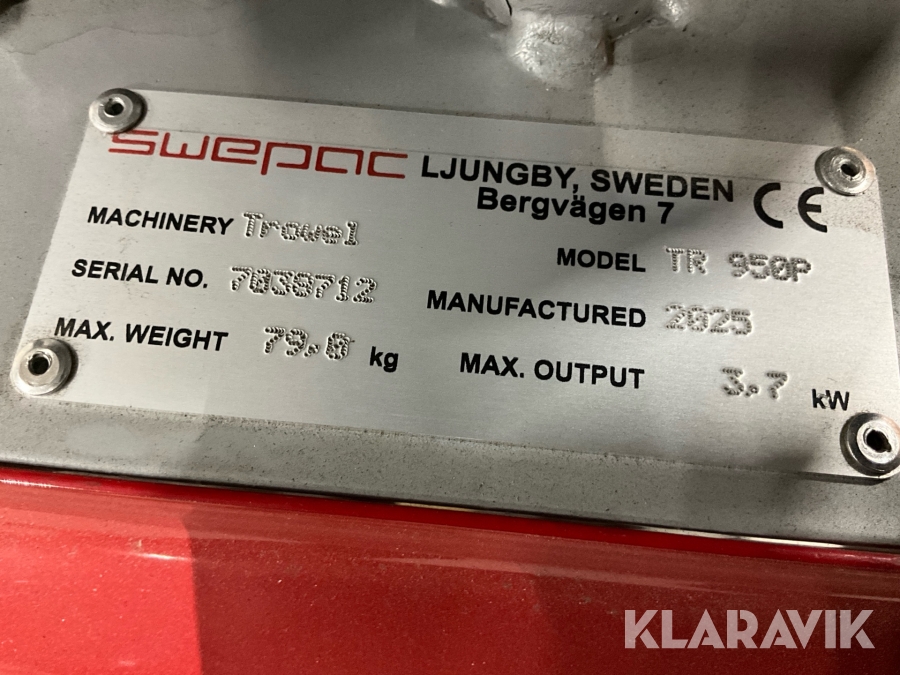 swepac LJUNGBY, SWEDEN
Bergvägen 7
CE
MACHINERY Trowel
MODEL TR 950P
SERIAL NO. 7038712
MANUFACTURED 2025
MAX. WEIGHT 79,0 kg
MAX. OUTPUT 3,7 kW
KLARAVIK